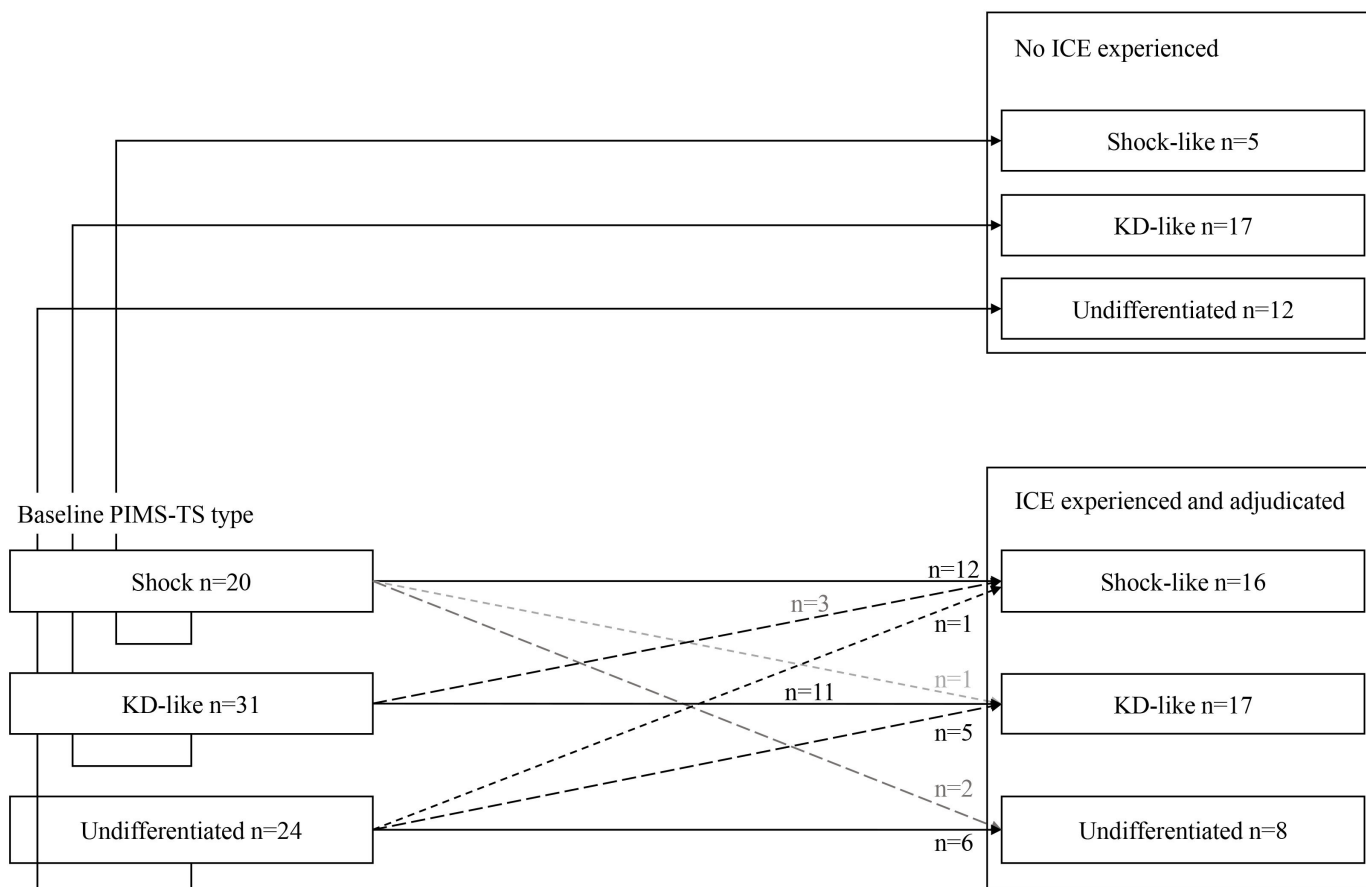 No ICE experienced
Shock-like n=5
KD-like n=17
Undifferentiated n=12
Baseline PIMS-TS type
ICE experienced and adjudicated
Shock n=20
n=12
Shock-like n=16
n=3
n=1
KD-like n=31
n=11
n=1
KD-like n=17
n=5
n=2
Undifferentiated n=24
n=6
Undifferentiated n=8